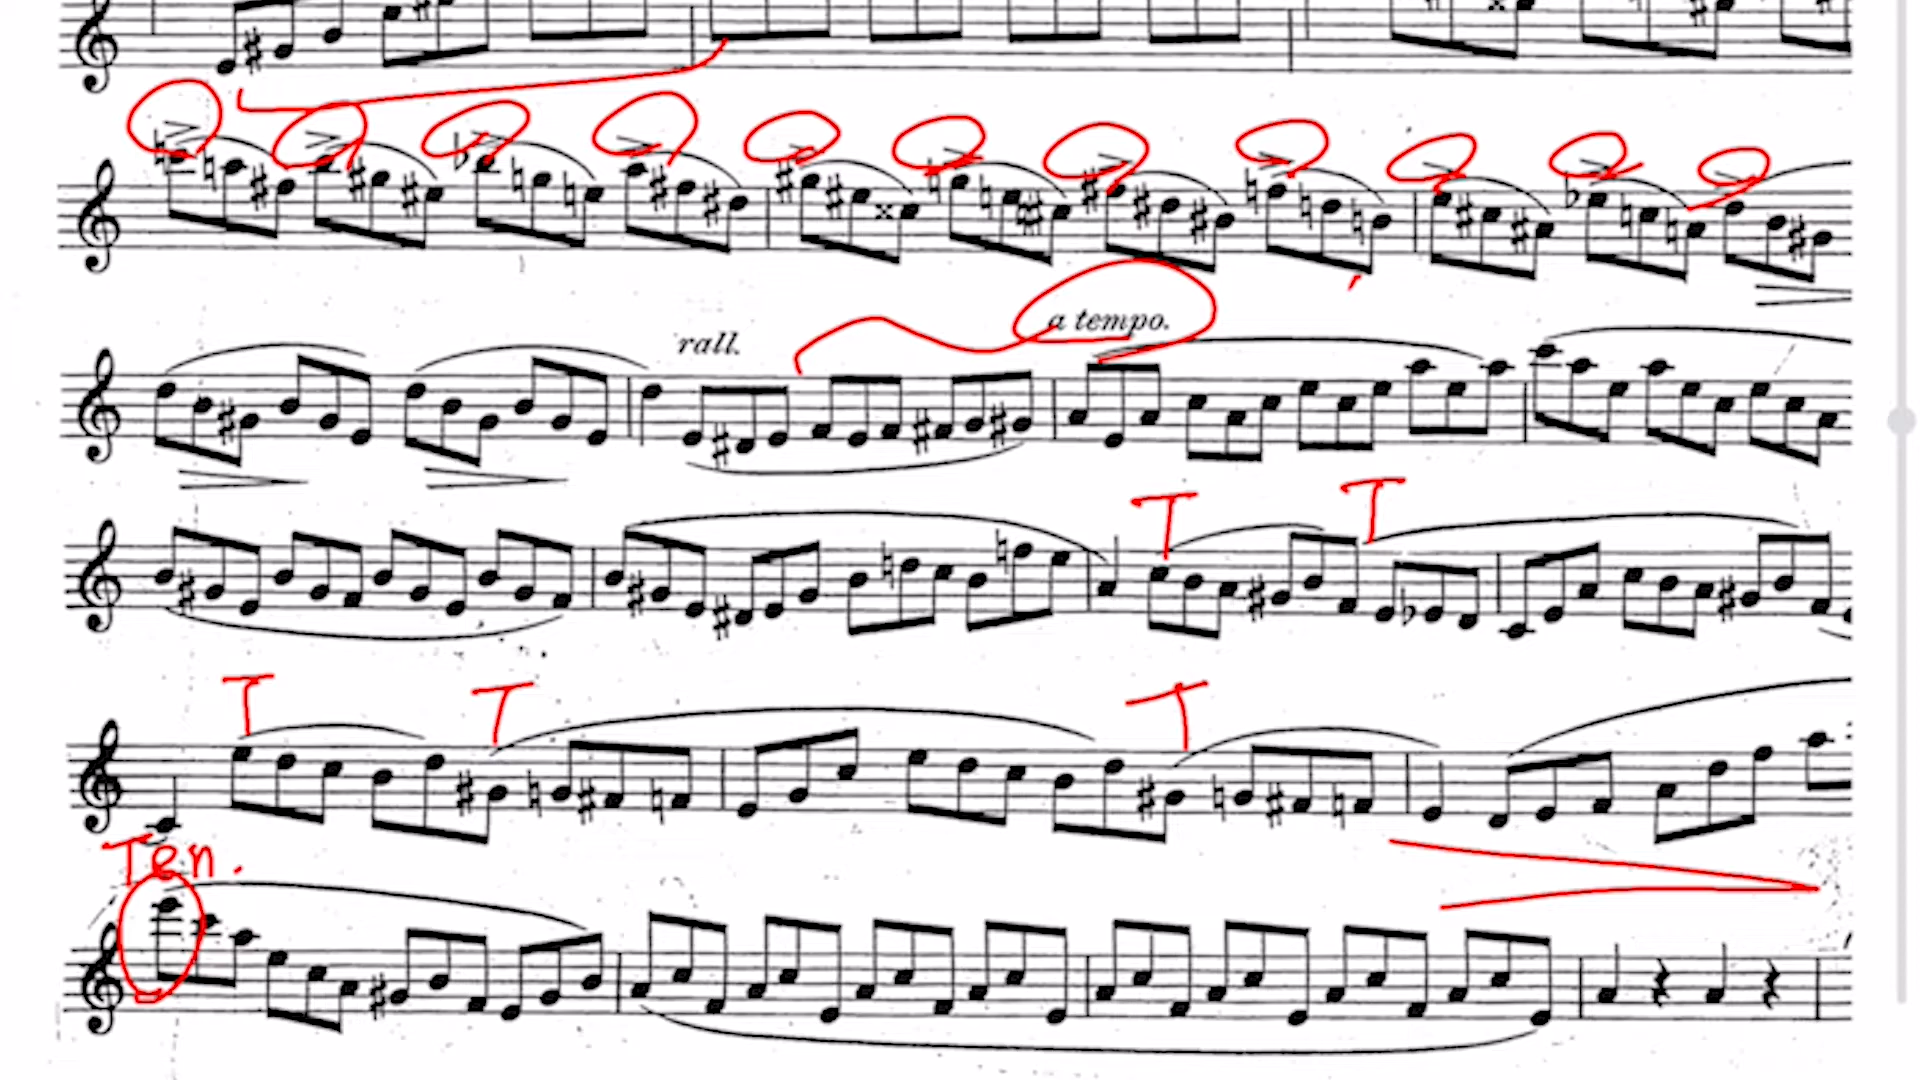 a tempo.
rall.
T T
T T T
Ten.